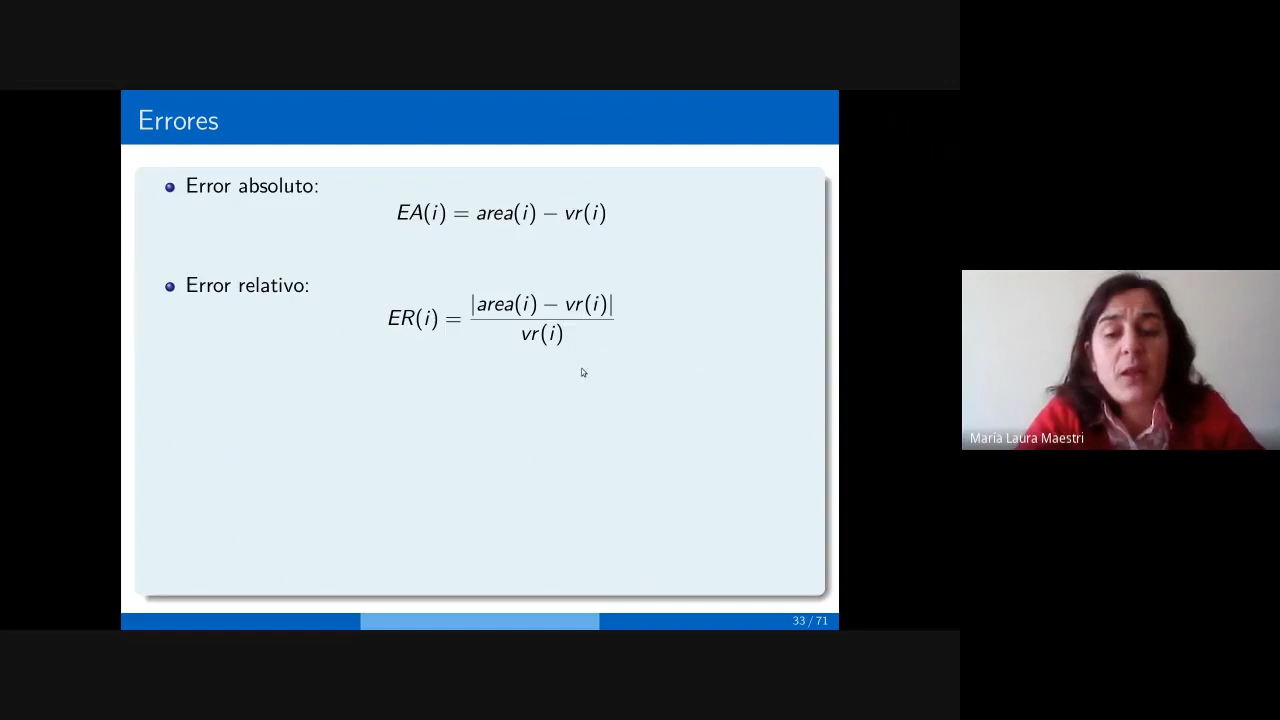 Errores
Error absoluto:
EA(i) = area(i) − vr(i)
Error relativo:
ER(i) = |area(i) − vr(i)| / vr(i)
María Laura Maestri
33 / 71